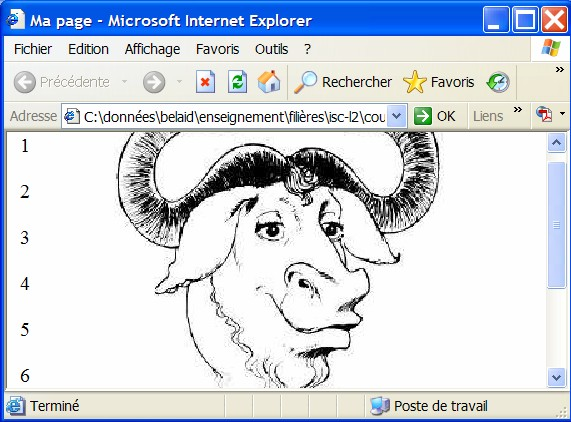 Ma page - Microsoft Internet Explorer
Fichier Edition Affichage Favoris Outils ?
Précédente Rechercher Favoris »
Adresse C:\données\belaid\enseignement\filières\isc-l2\cou OK Liens »
1
2
3
4
5
6
Terminé Poste de travail